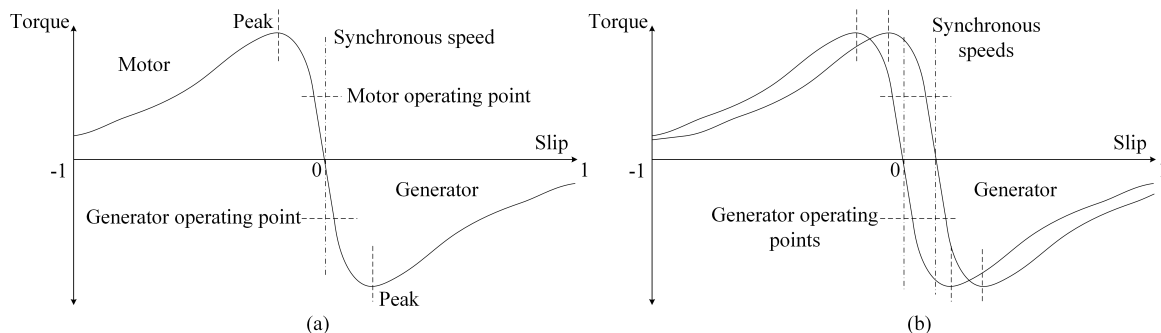 Torque
Peak
Synchronous speed
Motor
Motor operating point
Slip
-1
0
1
Generator
Generator operating point
Peak
(a)
Torque
Synchronous
speeds
Slip
-1
0
Generator
Generator operating
points
(b)